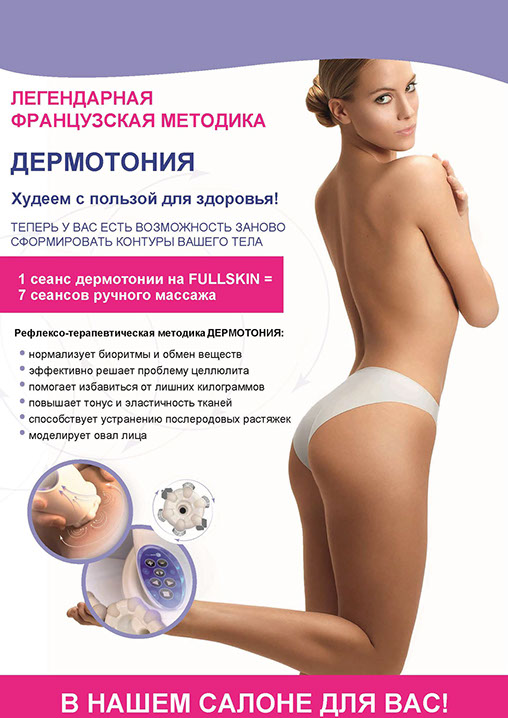 ЛЕГЕНДАРНАЯ
ФРАНЦУЗСКАЯ МЕТОДИКА
ДЕРМОТОНИЯ
Худеем с пользой для здоровья!
ТЕПЕРЬ У ВАС ЕСТЬ ВОЗМОЖНОСТЬ ЗАНОВО
СФОРМИРОВАТЬ КОНТУРЫ ВАШЕГО ТЕЛА
1 сеанс дермотонии на FULLSKIN =
7 сеансов ручного массажа
Рефлексо-терапевтическая методика ДЕРМОТОНИЯ:
нормализует биоритмы и обмен веществ
эффективно решает проблему целлюлита
помогает избавиться от лишних килограммов
повышает тонус и эластичность тканей
способствует устранению послеродовых растяжек
моделирует овал лица
В НАШЕМ САЛОНЕ ДЛЯ ВАС!